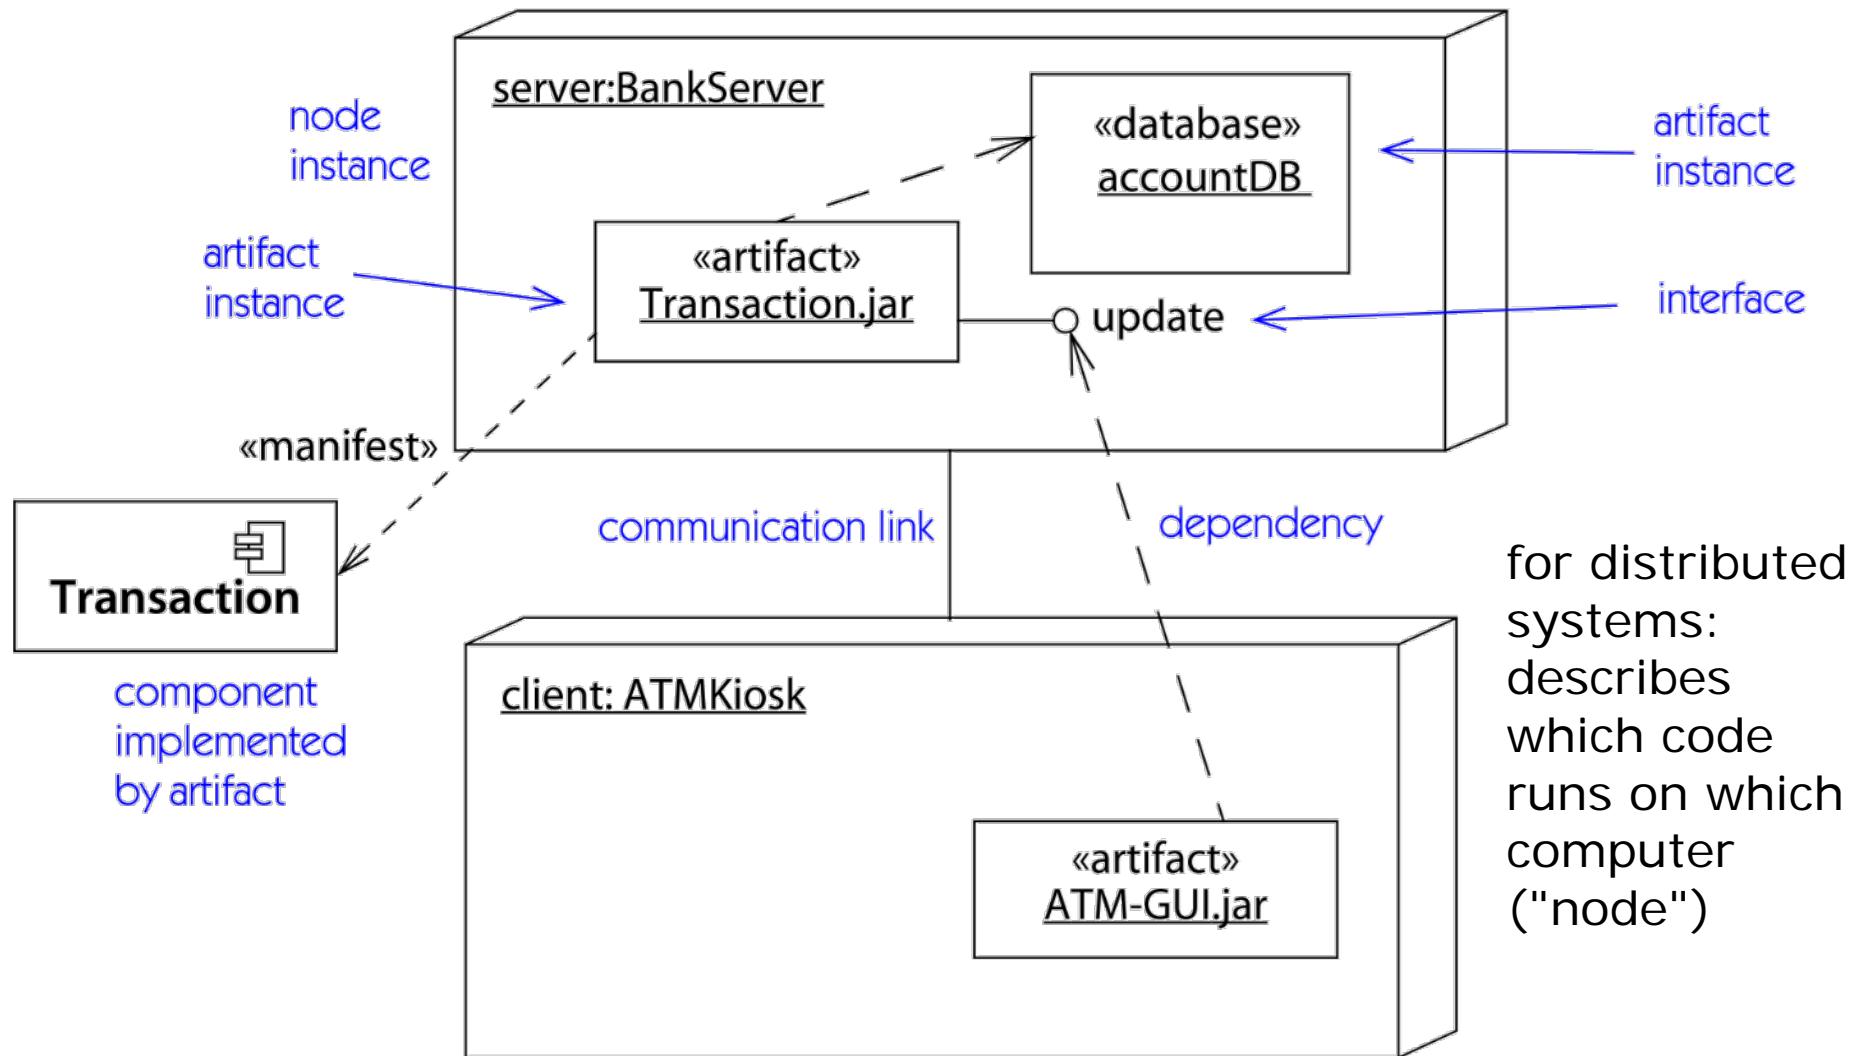 server:BankServer
node
instance
«database»
accountDB
artifact
instance
artifact
instance
«artifact»
Transaction.jar
update
interface
«manifest»
Transaction
component
implemented
by artifact
communication link
dependency
for distributed
systems:
describes
which code
runs on which
computer
("node")
client: ATMKiosk
«artifact»
ATM-GUI.jar